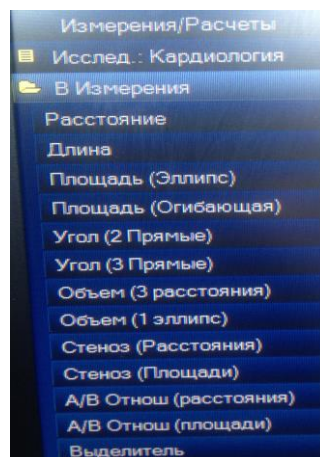 Измерения/Расчеты
Исслед.: Кардиология
В Измерения
Расстояние
Длина
Площадь (Эллипс)
Площадь (Огибающая)
Угол (2 Прямые)
Угол (3 Прямые)
Объем (3 расстояния)
Объем (1 эллипс)
Стеноз (Расстояния)
Стеноз (Площади)
А/В Отнош (расстояния)
А/В Отнош (площади)
Выделитель